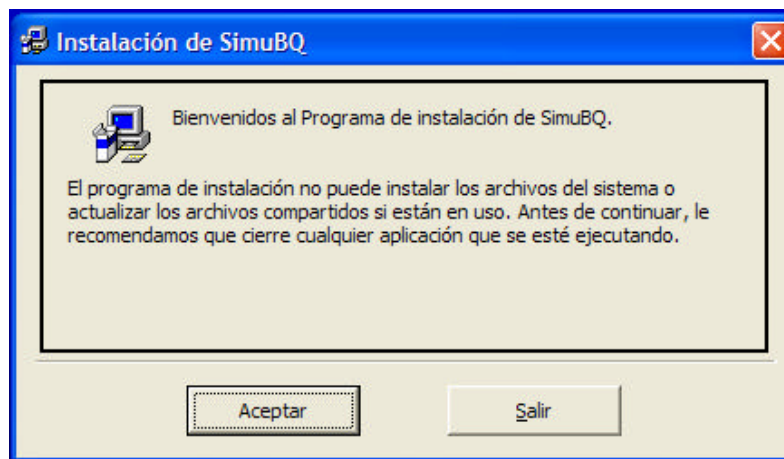 Instalación de SimuBQ
Bienvenidos al Programa de instalación de SimuBQ.
El programa de instalación no puede instalar los archivos del sistema o
actualizar los archivos compartidos si están en uso. Antes de continuar, le
recomendamos que cierre cualquier aplicación que se esté ejecutando.
Aceptar
Salir